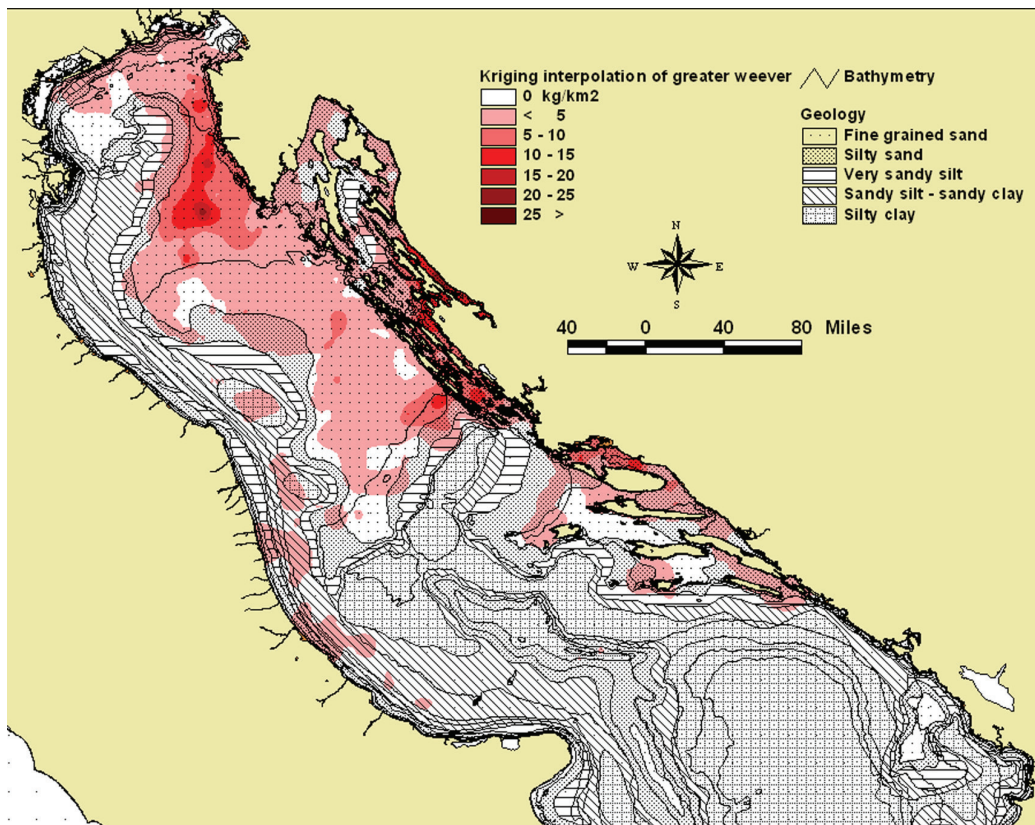 Kriging interpolation of greater weever
0 kg/km2
< 5
5 - 10
10 - 15
15 - 20
20 - 25
25 >
Bathymetry
Geology
Fine grained sand
Silty sand
Very sandy silt
Sandy silt - sandy clay
Silty clay
N
W E
S
40 0 40 80 Miles